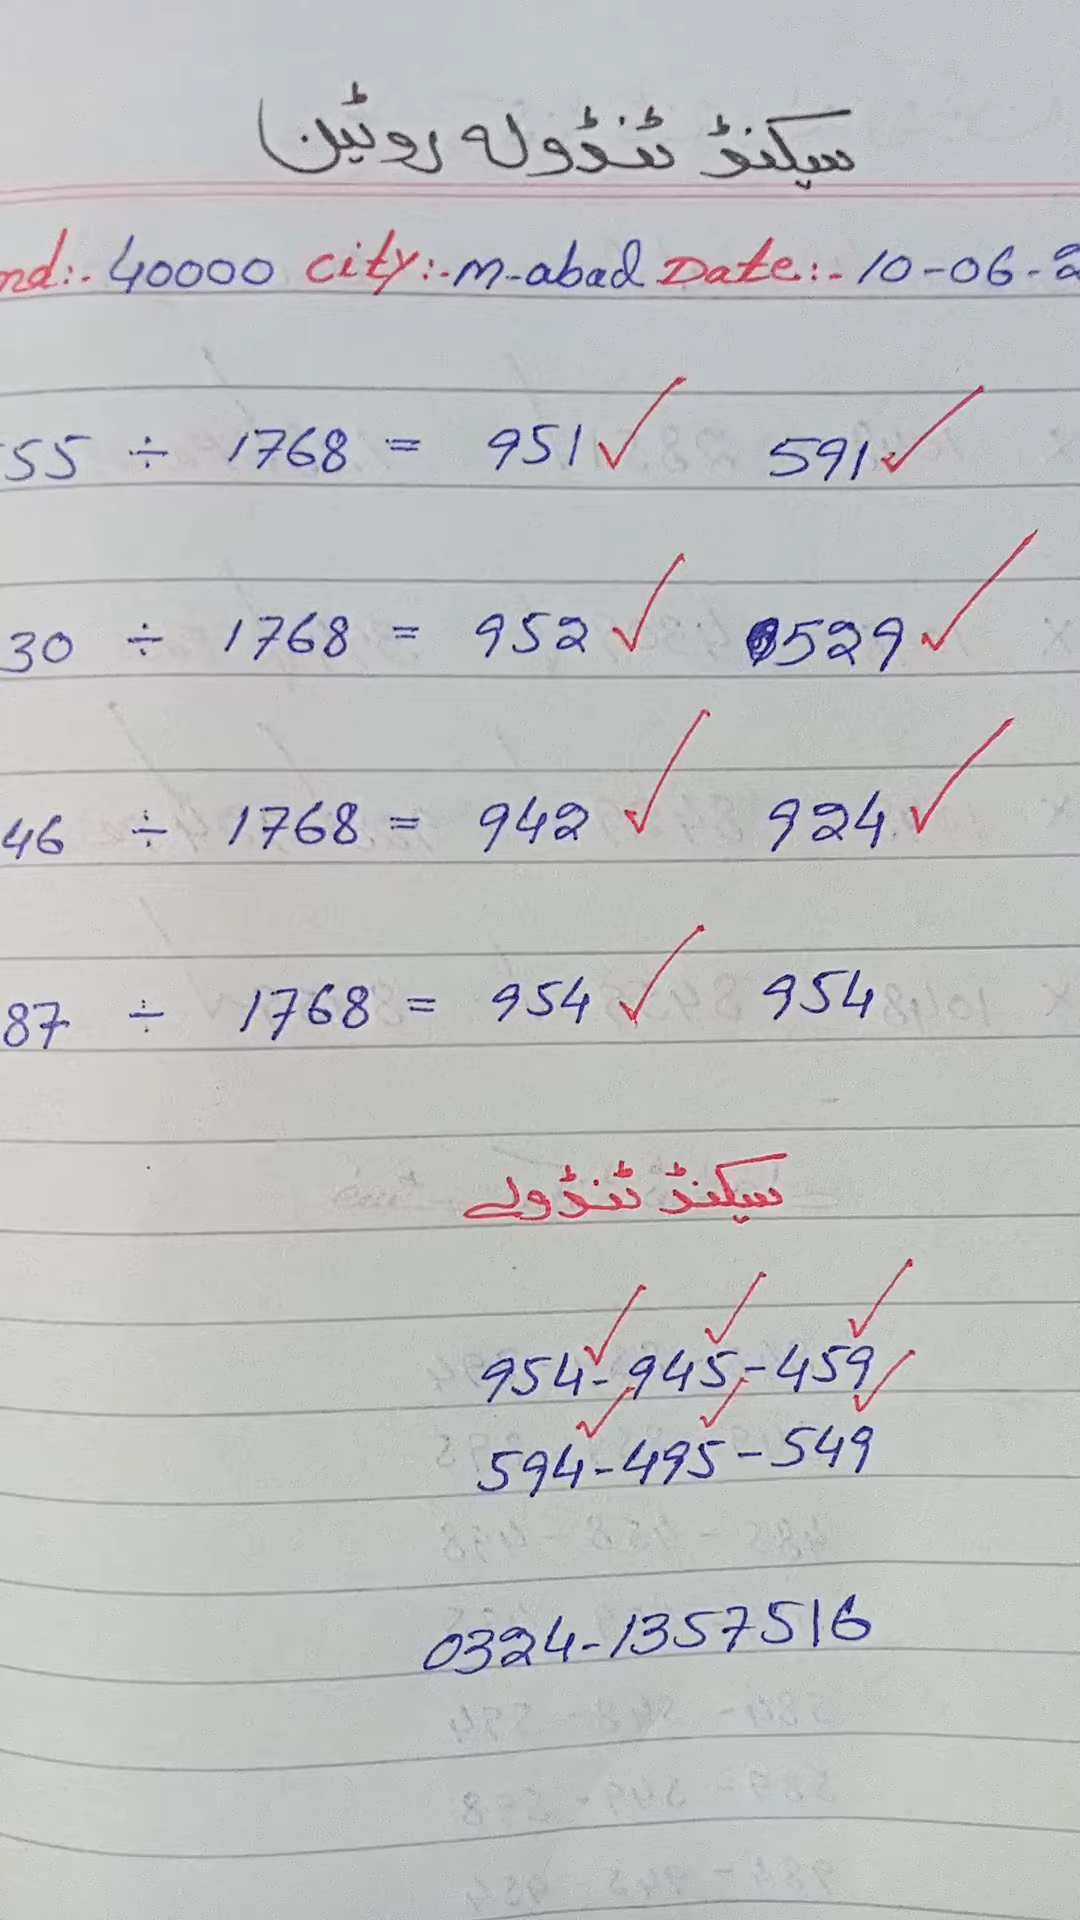 سیکنڈ ٹنڈولہ روٹین
nd:- 40000 City:- m-abad Date:- 10-06-2
55 ÷ 1768 = 951 591
30 ÷ 1768 = 952 529
46 ÷ 1768 = 942 924
87 ÷ 1768 = 954 954
سیکنڈ ٹنڈولے
954-945-459
594-495-549
0324-1357516